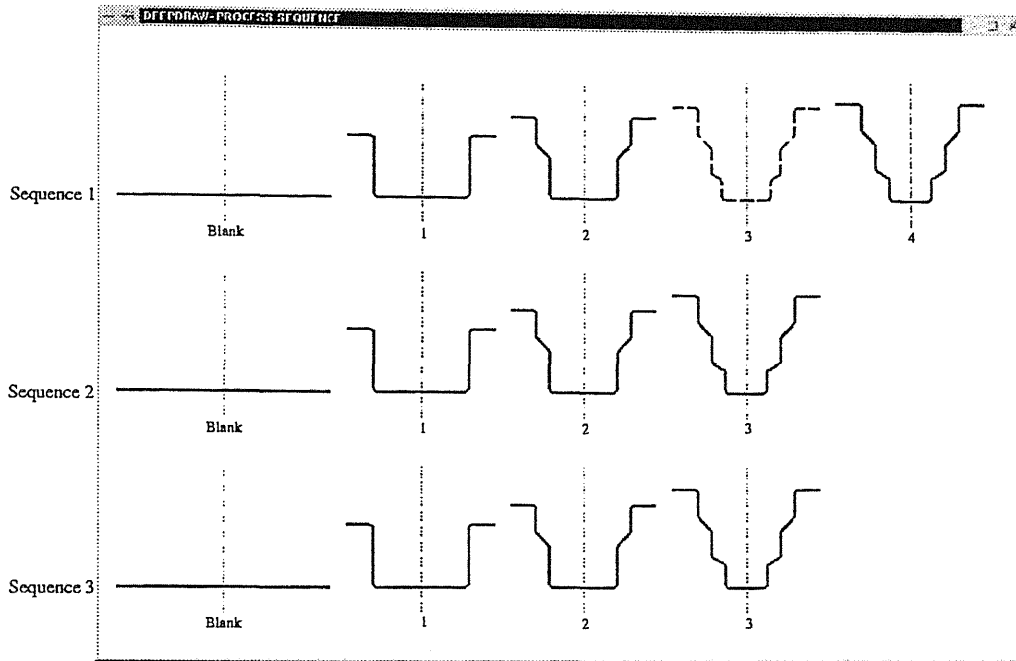 DEEPDRAW-PROCESS SEQUENCE
Sequence 1
Blank 1 2 3 4
Sequence 2
Blank 1 2 3
Sequence 3
Blank 1 2 3